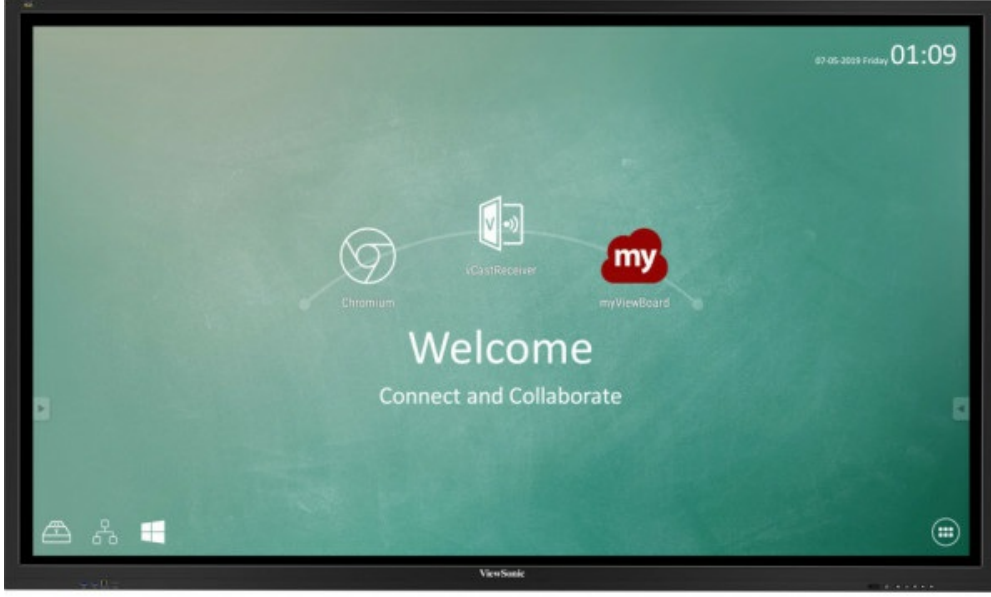 07-05-2019 Friday 01:09
V
my
vCastReceiver
Chromium
myViewBoard
Welcome
Connect and Collaborate
ViewSonic